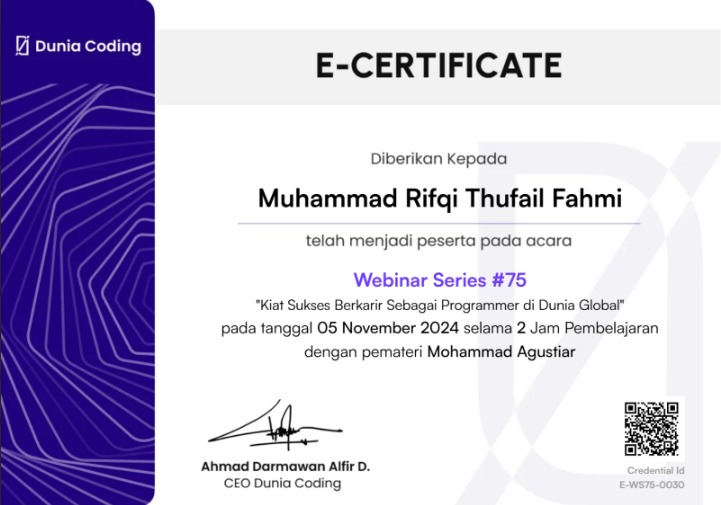 Dunia Coding
E-CERTIFICATE
Diberikan Kepada
Muhammad Rifqi Thufail Fahmi
telah menjadi peserta pada acara
Webinar Series #75
"Kiat Sukses Berkarir Sebagai Programmer di Dunia Global"
pada tanggal 05 November 2024 selama 2 Jam Pembelajaran
dengan pemateri Mohammad Agustiar
Ahmad Darmawan Alfir D.
CEO Dunia Coding
Credential Id
E-WS75-0030